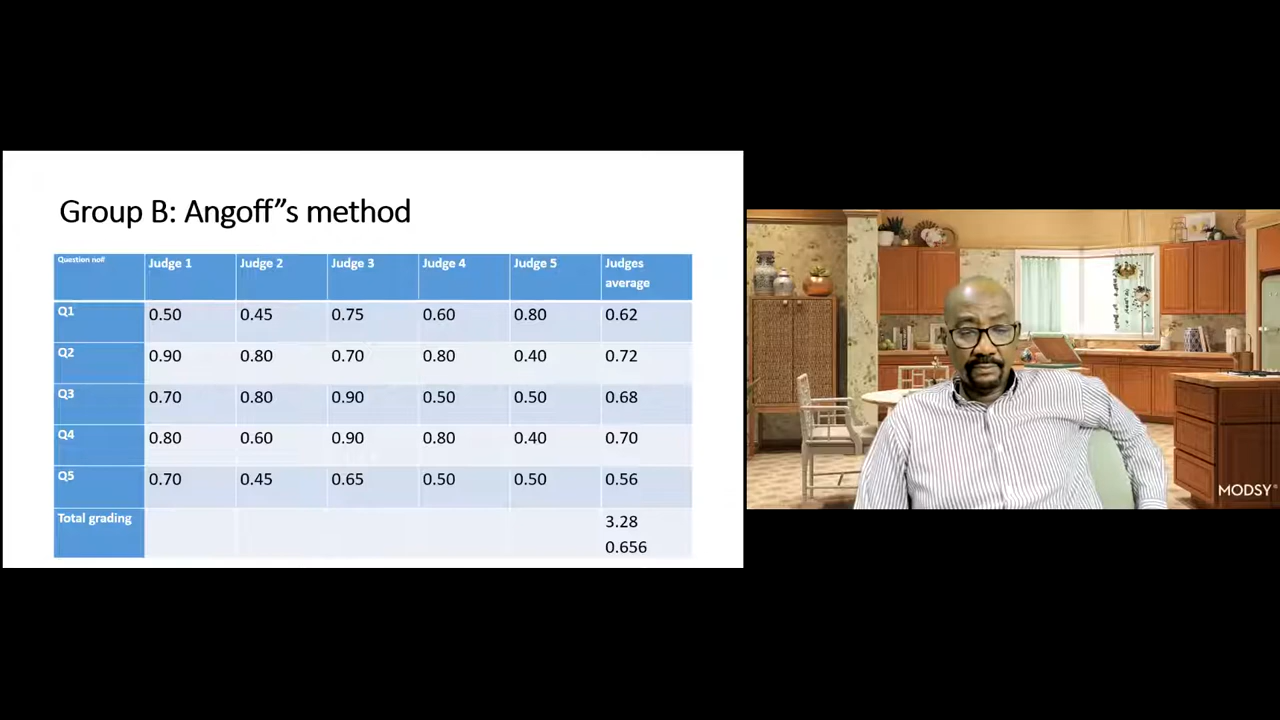 Group B: Angoff”s method
Question no# Judge 1 Judge 2 Judge 3 Judge 4 Judge 5 Judges
average
Q1 0.50 0.45 0.75 0.60 0.80 0.62
Q2 0.90 0.80 0.70 0.80 0.40 0.72
Q3 0.70 0.80 0.90 0.50 0.50 0.68
Q4 0.80 0.60 0.90 0.80 0.40 0.70
Q5 0.70 0.45 0.65 0.50 0.50 0.56
Total grading 3.28
0.656
MODSY